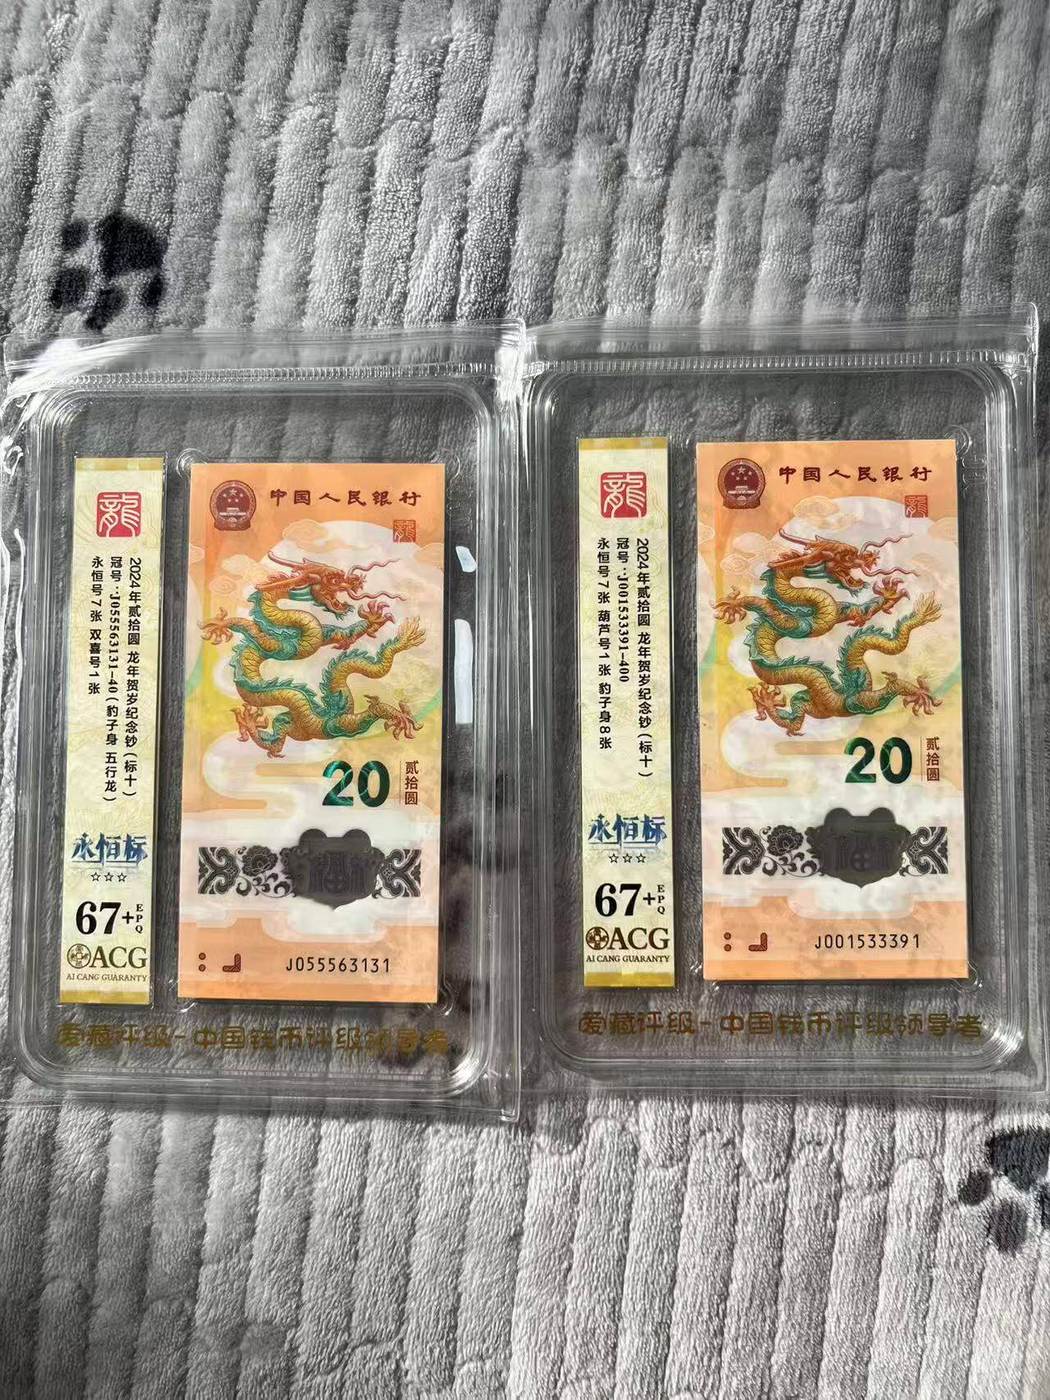 龍
2024年贰拾圆 龙年贺岁纪念钞（标十）
冠号：J055563131-40（豹子身 五行龙）
永恒号7张 双喜号1张
永恒标
☆☆☆
67+
EPQ
ACG
AI CANG GUARANTY
中国人民银行
龍
20
贰拾圆
福
J055563131
爱藏评级-中国钱币评级领导者
龍
2024年贰拾圆 龙年贺岁纪念钞（标十）
冠号：J001533391-400
永恒号7张 葫芦号1张 豹子身8张
永恒标
☆☆☆
67+
EPQ
ACG
AI CANG GUARANTY
中国人民银行
龍
20
贰拾圆
福
J001533391
爱藏评级-中国钱币评级领导者